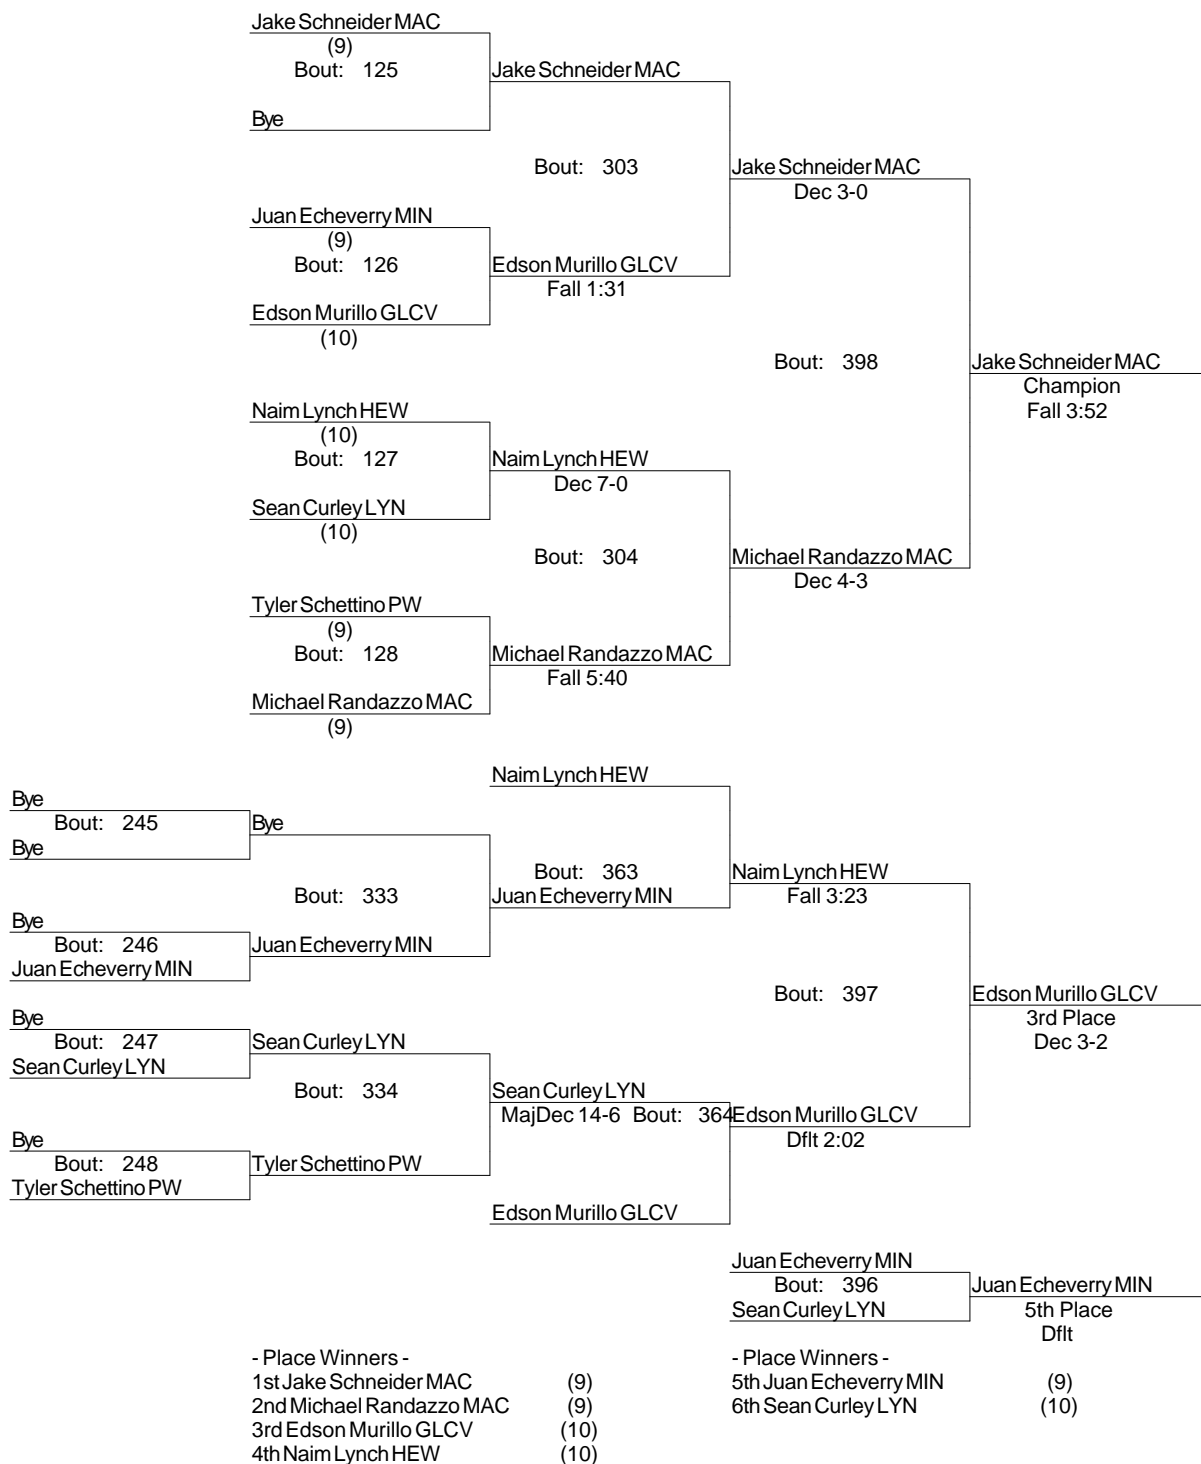 Jake Schneider MAC
(9)
Bout: 125
Jake Schneider MAC
Bye
Bout: 303
Jake Schneider MAC
Dec 3-0
Juan Echeverry MIN
(9)
Bout: 126
Edson Murillo GLCV
Fall 1:31
Edson Murillo GLCV
(10)
Bout: 398
Jake Schneider MAC
Champion
Fall 3:52
Naim Lynch HEW
(10)
Bout: 127
Naim Lynch HEW
Dec 7-0
Sean Curley LYN
(10)
Bout: 304
Michael Randazzo MAC
Dec 4-3
Tyler Schettino PW
(9)
Bout: 128
Michael Randazzo MAC
Fall 5:40
Michael Randazzo MAC
(9)
Naim Lynch HEW
Bye
Bout: 245
Bye
Bye
Bout: 363
Naim Lynch HEW
Fall 3:23
Bout: 333
Juan Echeverry MIN
Bye
Bout: 246
Juan Echeverry MIN
Juan Echeverry MIN
Bout: 397
Edson Murillo GLCV
3rd Place
Dec 3-2
Bye
Bout: 247
Sean Curley LYN
Sean Curley LYN
Bout: 334
Sean Curley LYN
MajDec 14-6 Bout: 364
Edson Murillo GLCV
Dflt 2:02
Bye
Bout: 248
Tyler Schettino PW
Tyler Schettino PW
Edson Murillo GLCV
Juan Echeverry MIN
Bout: 396
Juan Echeverry MIN
Sean Curley LYN
5th Place
Dflt
- Place Winners -
1st Jake Schneider MAC (9)
2nd Michael Randazzo MAC (9)
3rd Edson Murillo GLCV (10)
4th Naim Lynch HEW (10)
- Place Winners -
5th Juan Echeverry MIN (9)
6th Sean Curley LYN (10)